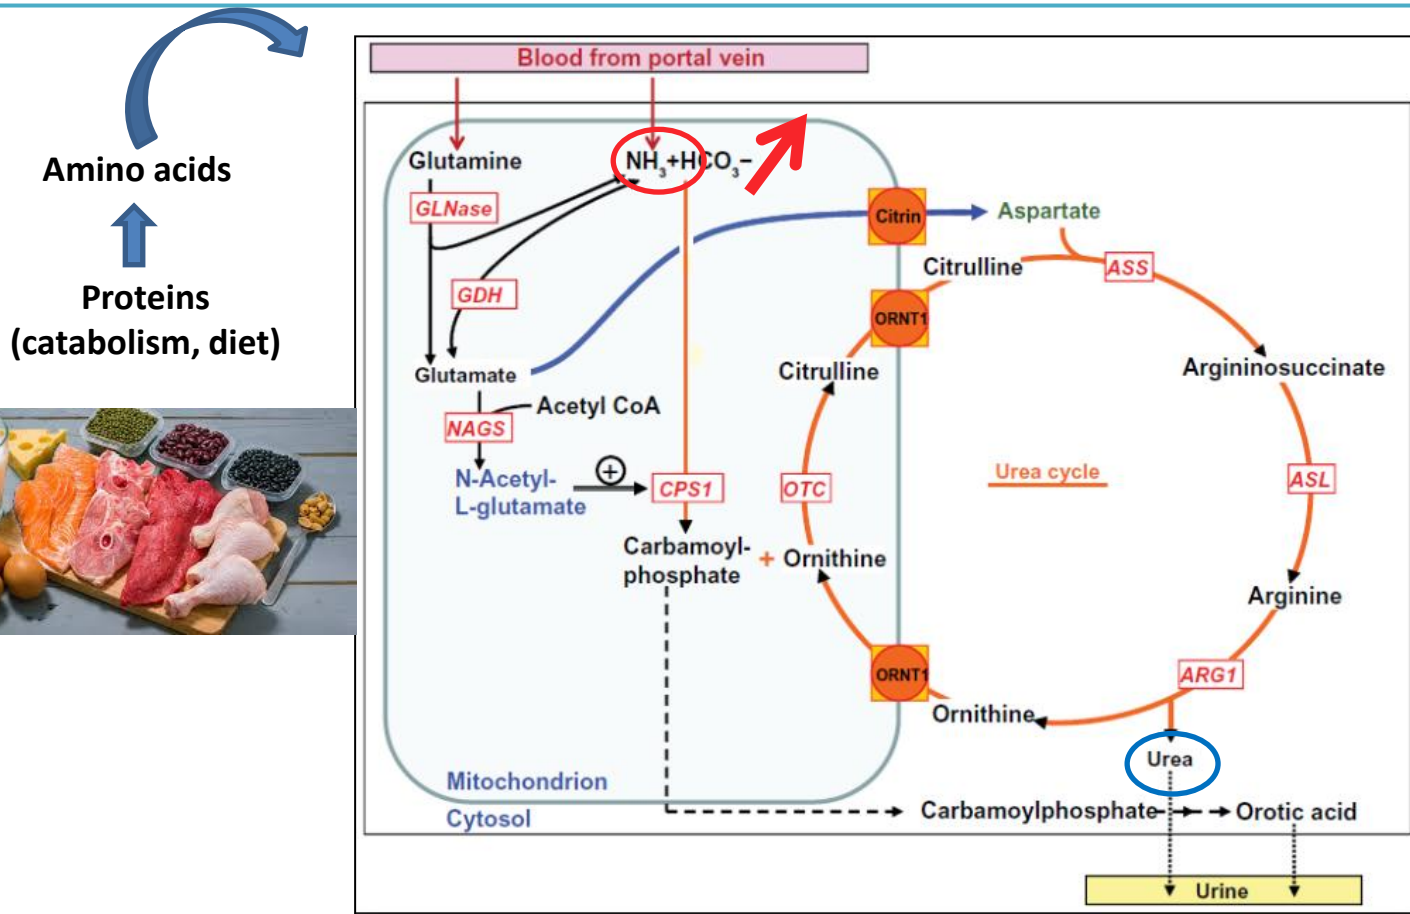 Blood from portal vein
Amino acids
Proteins
(catabolism, diet)
Glutamine
NH₃+HCO₃−
GLNase
GDH
Glutamate
Acetyl CoA
NAGS
N-Acetyl-
L-glutamate
+
CPS1
Carbamoyl-
phosphate
+
Ornithine
OTC
Citrulline
ORNT1
Citrin
Aspartate
Citrulline
ASS
Argininosuccinate
Urea cycle
ASL
Arginine
ARG1
ORNT1
Ornithine
Urea
Mitochondrion
Cytosol
Carbamoylphosphate
Orotic acid
Urine